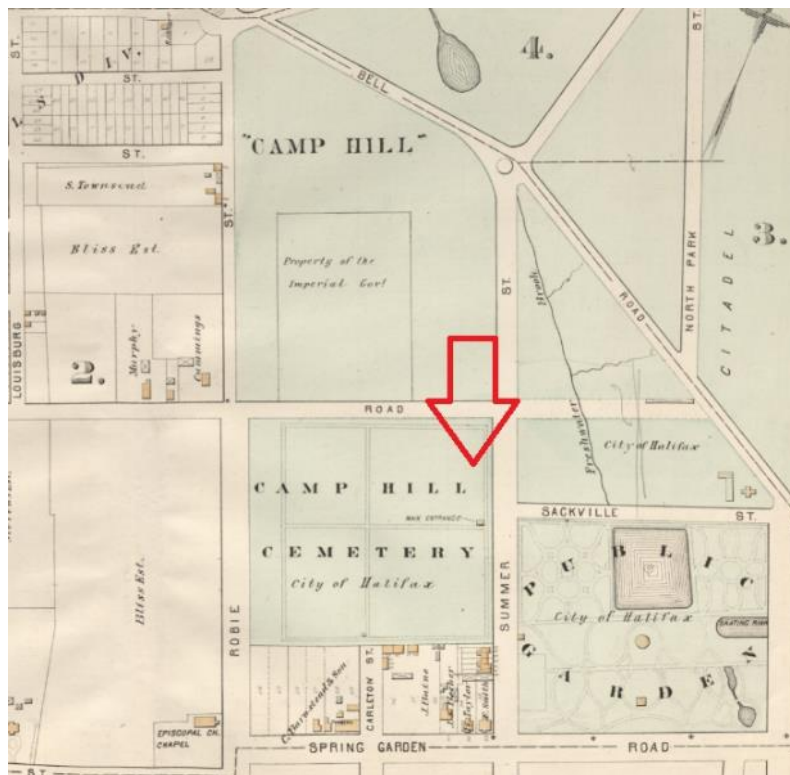 ST.
DIV.
ST.
ST.
4.
ST.
BELL
"CAMP HILL"
S. Townsend
ST.
Bliss Est.
Property of the
Imperial Govt
ST.
Brook
ROAD
NORTH PARK
CITADEL
3.
LOUISBURG
2.
Murphy
Cummings
ROAD
Freshwater
City of Halifax
CAMP HILL
MAIN ENTRANCE
SACKVILLE ST.
CEMETERY
City of Halifax
Bliss Est.
ROBIE
SUMMER
PUBLIC
City of Halifax
SKATING RINK
GARDEN
CARLETON ST.
EPISCOPAL CH.
CHAPEL
SPRING GARDEN ROAD
ST.